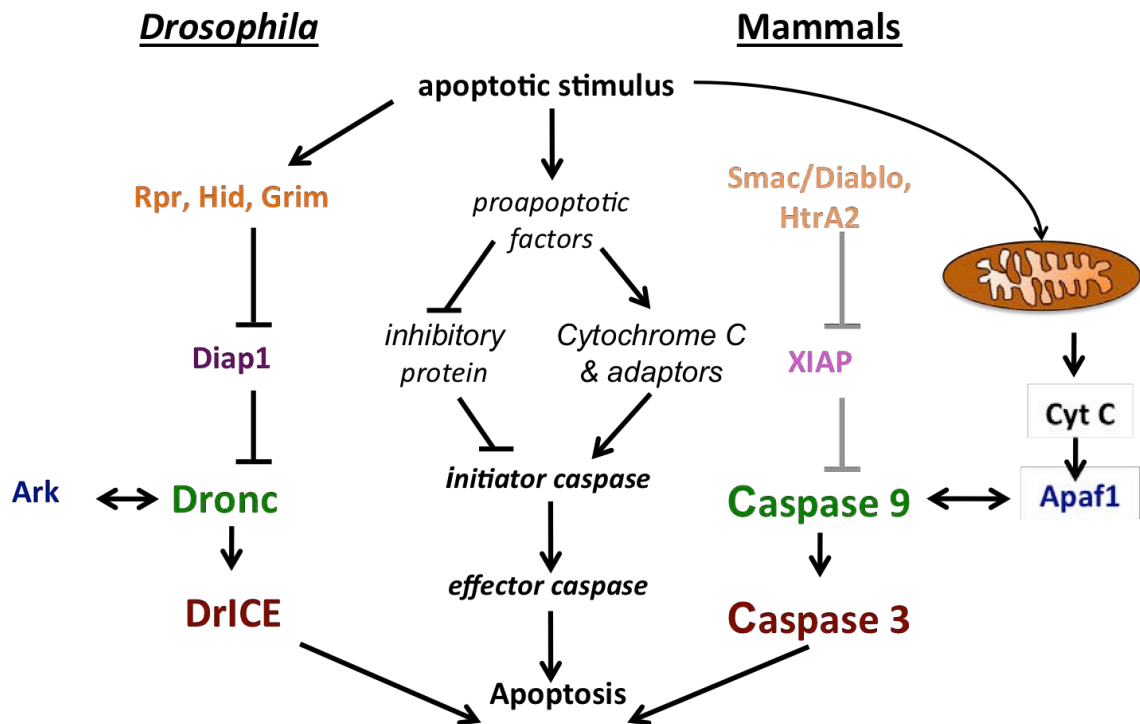 Drosophila
Mammals
apoptotic stimulus
Rpr, Hid, Grim
proapoptotic
factors
Smac/Diablo,
HtrA2
Diap1
inhibitory
protein
Cytochrome C
& adaptors
XIAP
Cyt C
Ark
Dronc
initiator caspase
Caspase 9
Apaf1
effector caspase
DrICE
Caspase 3
Apoptosis